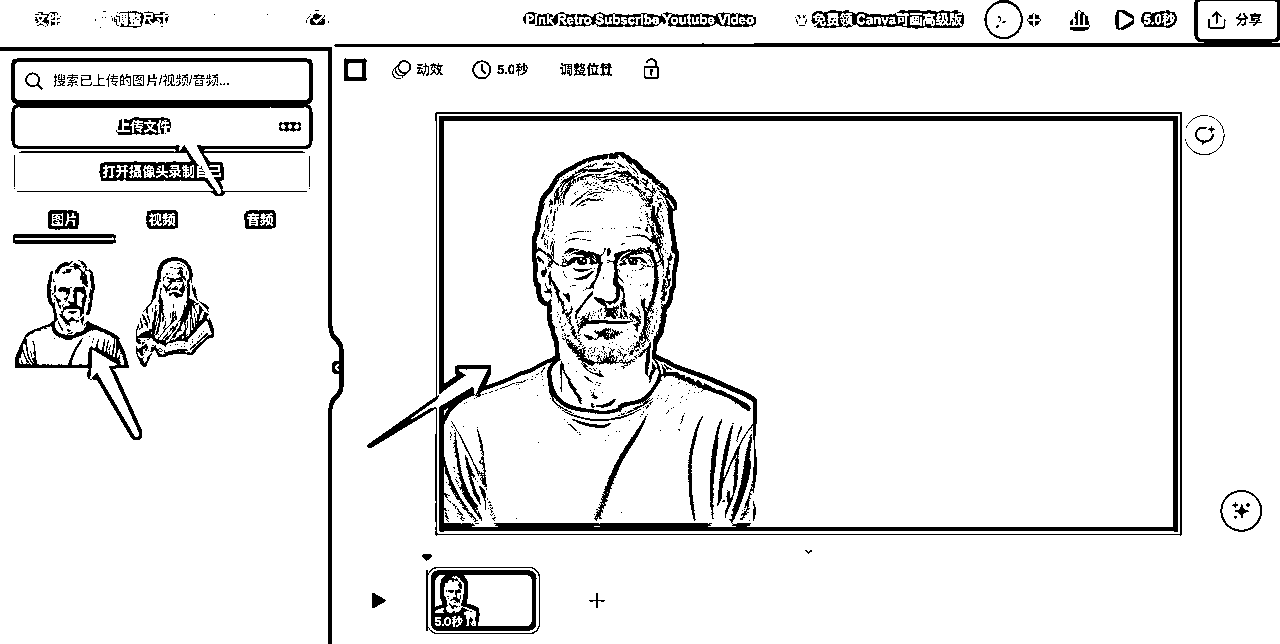 文件
调整尺寸
Pink Retro Subscribe Youtube Video
免费领 Canva可画高级版
5.0秒
分享
搜索已上传的图片/视频/音频...
上传文件
打开摄像头录制自己
图片
视频
音频
动效
5.0秒
调整位置
5.0秒